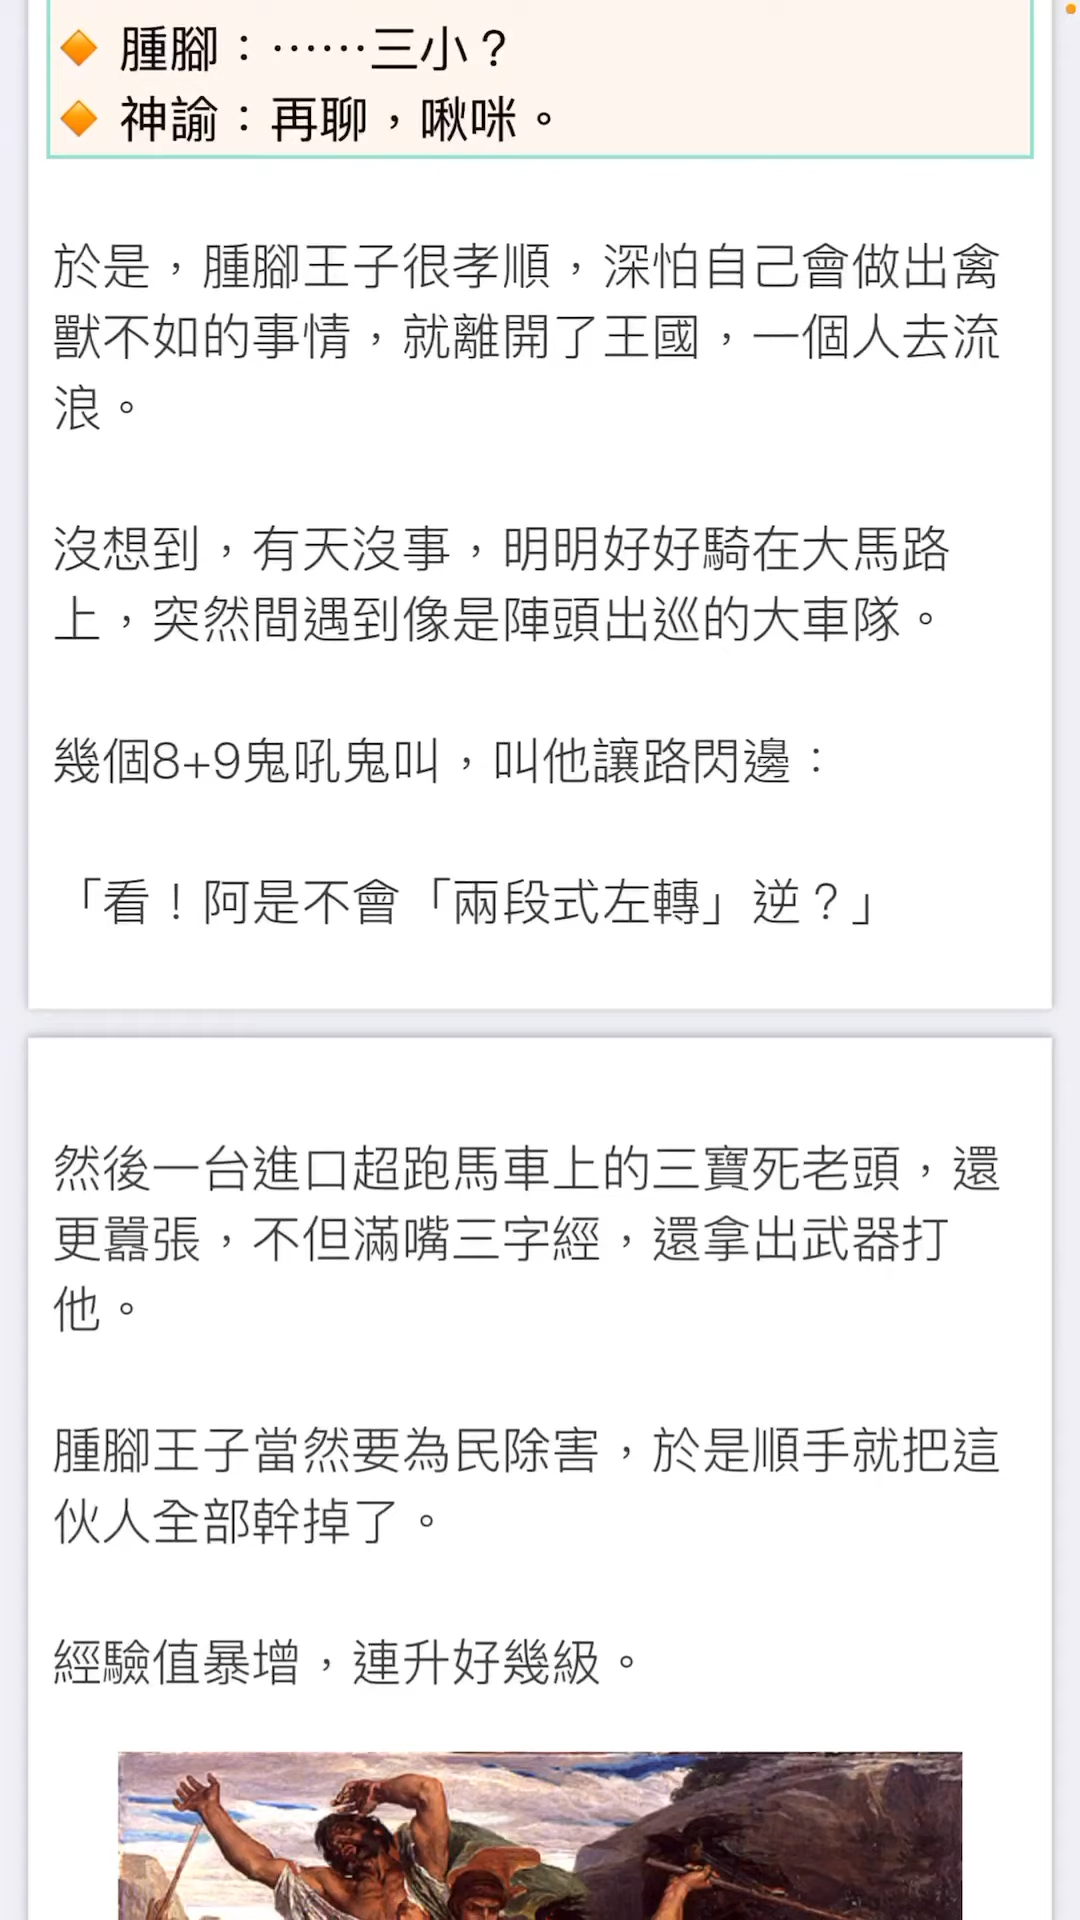 🔶 腫腳：⋯⋯三小？
🔶 神諭：再聊，啾咪。
於是，腫腳王子很孝順，深怕自己會做出禽
獸不如的事情，就離開了王國，一個人去流
浪。
沒想到，有天沒事，明明好好騎在大馬路
上，突然間遇到像是陣頭出巡的大車隊。
幾個8+9鬼吼鬼叫，叫他讓路閃邊：
「看！阿是不會「兩段式左轉」逆？」
然後一台進口超跑馬車上的三寶死老頭，還
更囂張，不但滿嘴三字經，還拿出武器打
他。
腫腳王子當然要為民除害，於是順手就把這
伙人全部幹掉了。
經驗值暴增，連升好幾級。